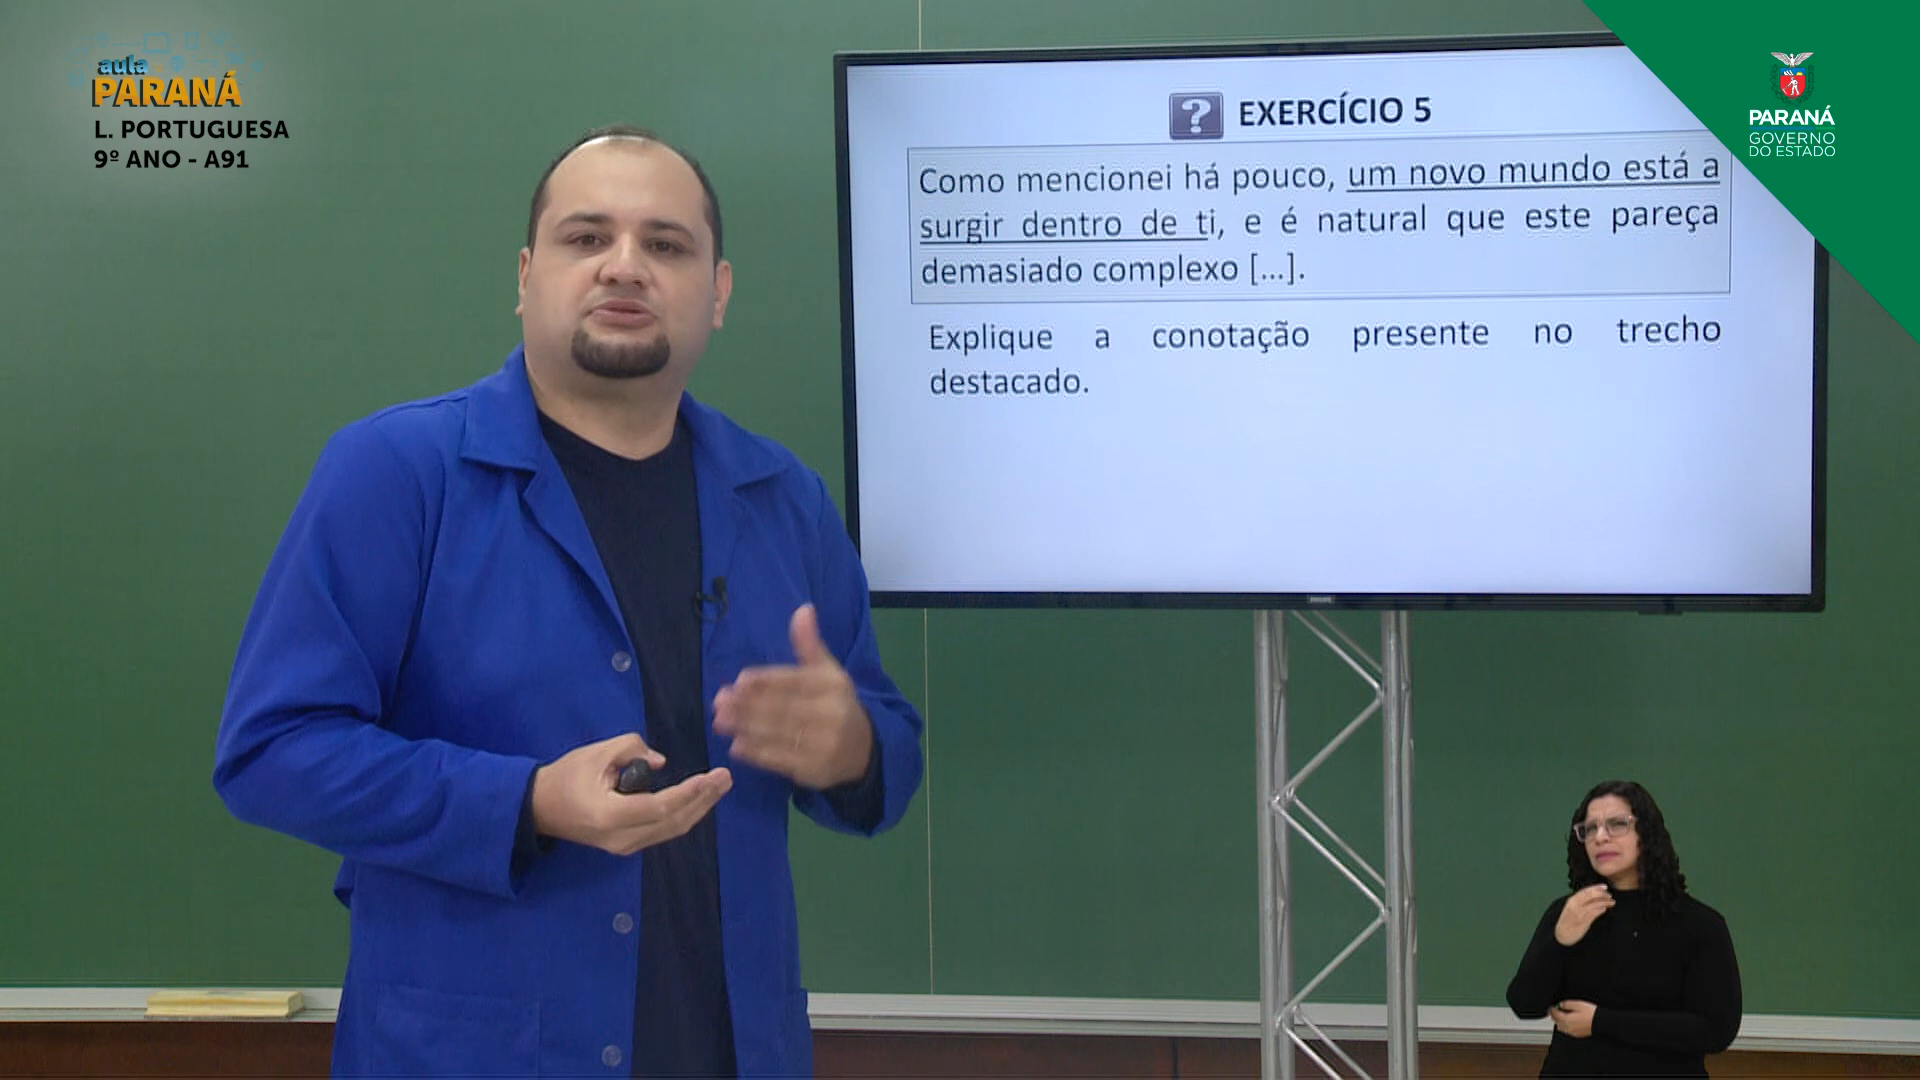 aula
PARANÁ
L. PORTUGUESA
9º ANO - A91
? EXERCÍCIO 5
Como mencionei há pouco, um novo mundo está a
surgir dentro de ti, e é natural que este pareça
demasiado complexo [...].
Explique a conotação presente no trecho
destacado.
PARANÁ
GOVERNO
DO ESTADO